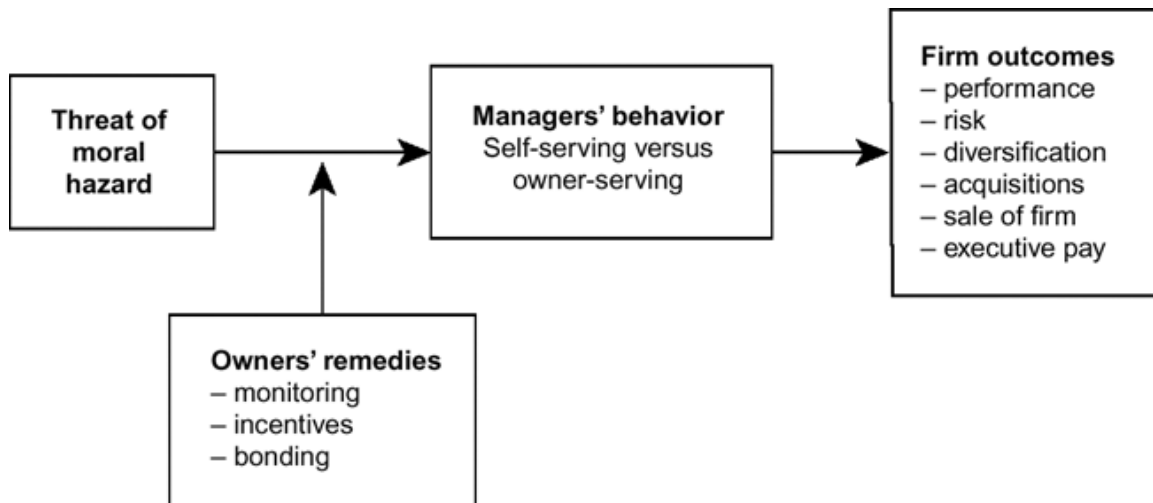 Threat of
moral
hazard
Managers’ behavior
Self-serving versus
owner-serving
Firm outcomes
– performance
– risk
– diversification
– acquisitions
– sale of firm
– executive pay
Owners’ remedies
– monitoring
– incentives
– bonding